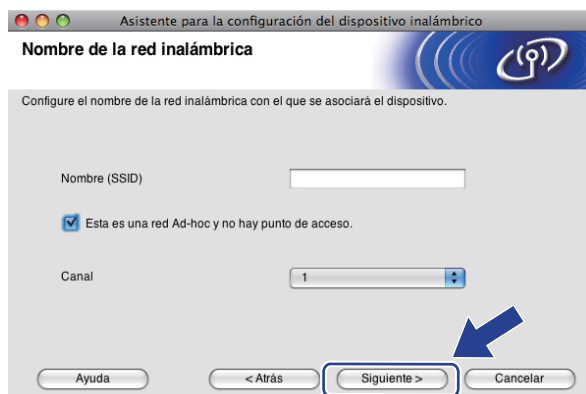 Asistente para la configuración del dispositivo inalámbrico
Nombre de la red inalámbrica
Configure el nombre de la red inalámbrica con el que se asociará el dispositivo.
Nombre (SSID)
Esta es una red Ad-hoc y no hay punto de acceso.
Canal
1
Ayuda
< Atrás
Siguiente >
Cancelar